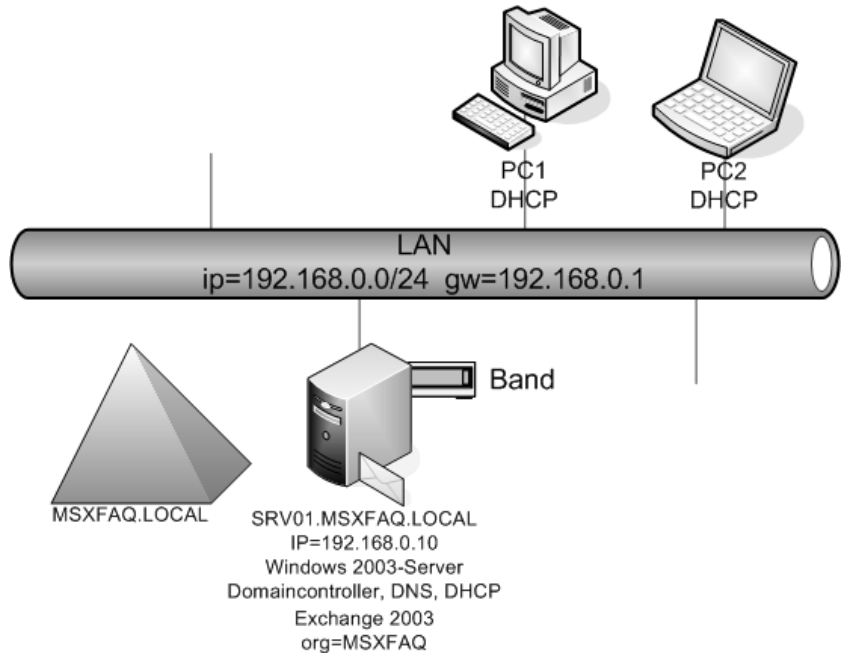 PC1
DHCP
PC2
DHCP
LAN
ip=192.168.0.0/24 gw=192.168.0.1
Band
MSXFAQ.LOCAL
SRV01.MSXFAQ.LOCAL
IP=192.168.0.10
Windows 2003-Server
Domaincontroller, DNS, DHCP
Exchange 2003
org=MSXFAQ